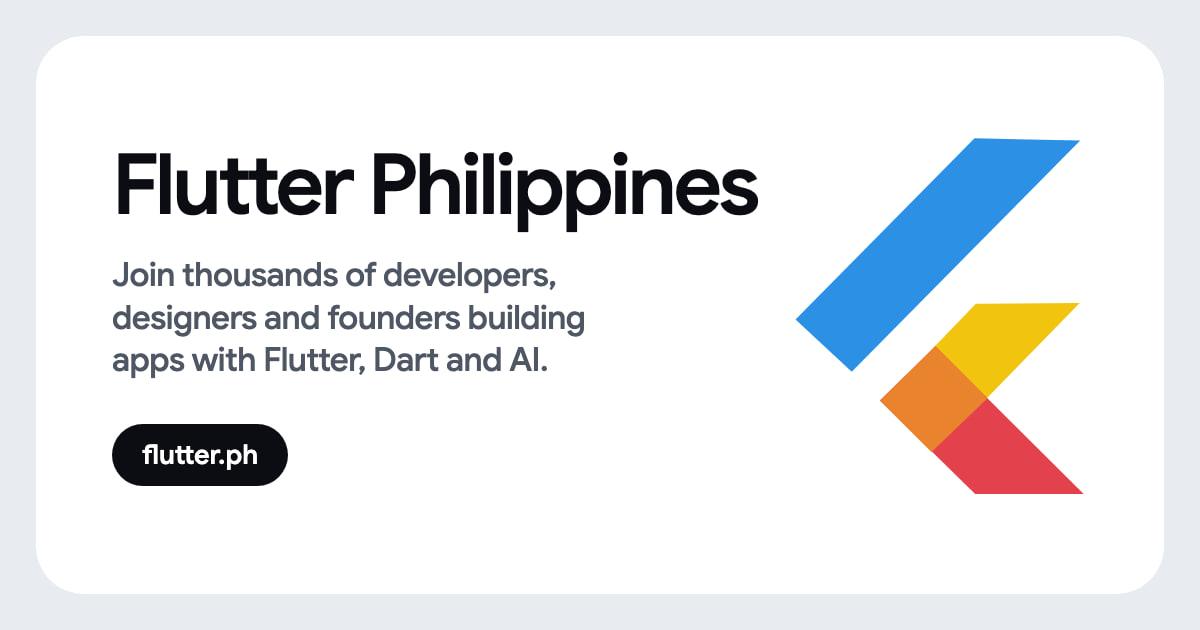 Flutter Philippines
Join thousands of developers,
designers and founders building
apps with Flutter, Dart and AI.
flutter.ph